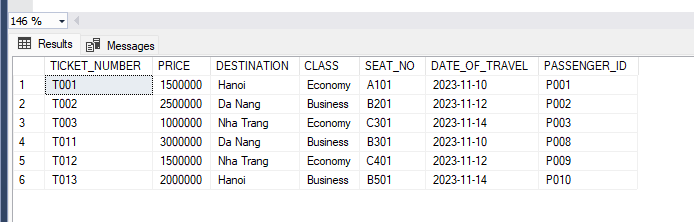 146 %
Results Messages
TICKET_NUMBER PRICE DESTINATION CLASS SEAT_NO DATE_OF_TRAVEL PASSENGER_ID
1 T001 1500000 Hanoi Economy A101 2023-11-10 P001
2 T002 2500000 Da Nang Business B201 2023-11-12 P002
3 T003 1000000 Nha Trang Economy C301 2023-11-14 P003
4 T011 3000000 Da Nang Business B301 2023-11-10 P008
5 T012 1500000 Nha Trang Economy C401 2023-11-12 P009
6 T013 2000000 Hanoi Business B501 2023-11-14 P010